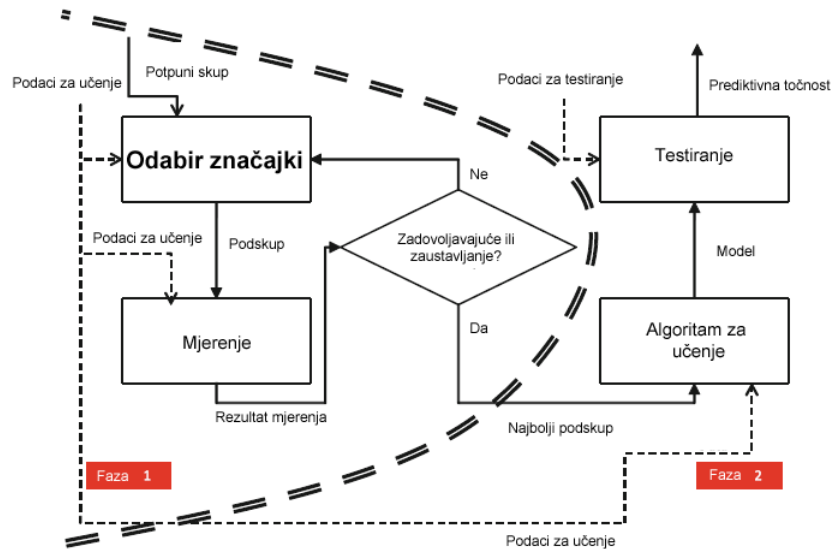 Potpuni skup
Podaci za učenje
Podaci za testiranje
Prediktivna točnost
Odabir značajki
Testiranje
Ne
Podaci za učenje
Podskup
Zadovoljavajuće ili
zaustavljanje?
Model
Mjerenje
Da
Algoritam za
učenje
Rezultat mjerenja
Najbolji podskup
Faza 1
Faza 2
Podaci za učenje